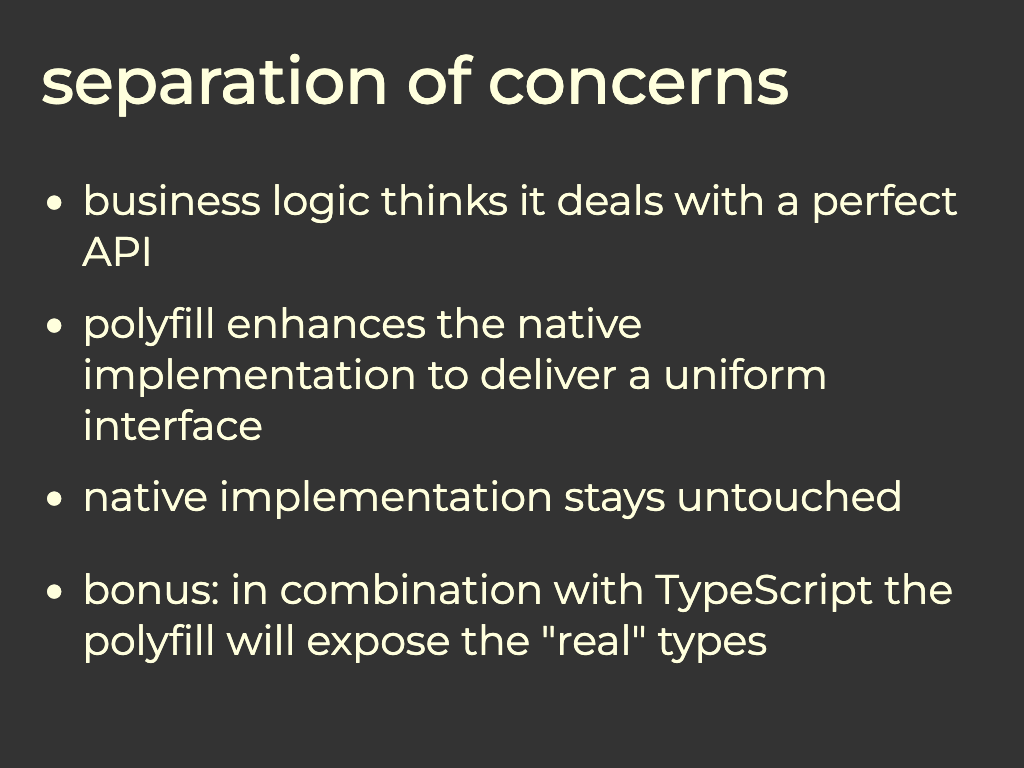 separation of concerns
• business logic thinks it deals with a perfect
API
• polyfill enhances the native
implementation to deliver a uniform
interface
• native implementation stays untouched
• bonus: in combination with TypeScript the
polyfill will expose the "real" types